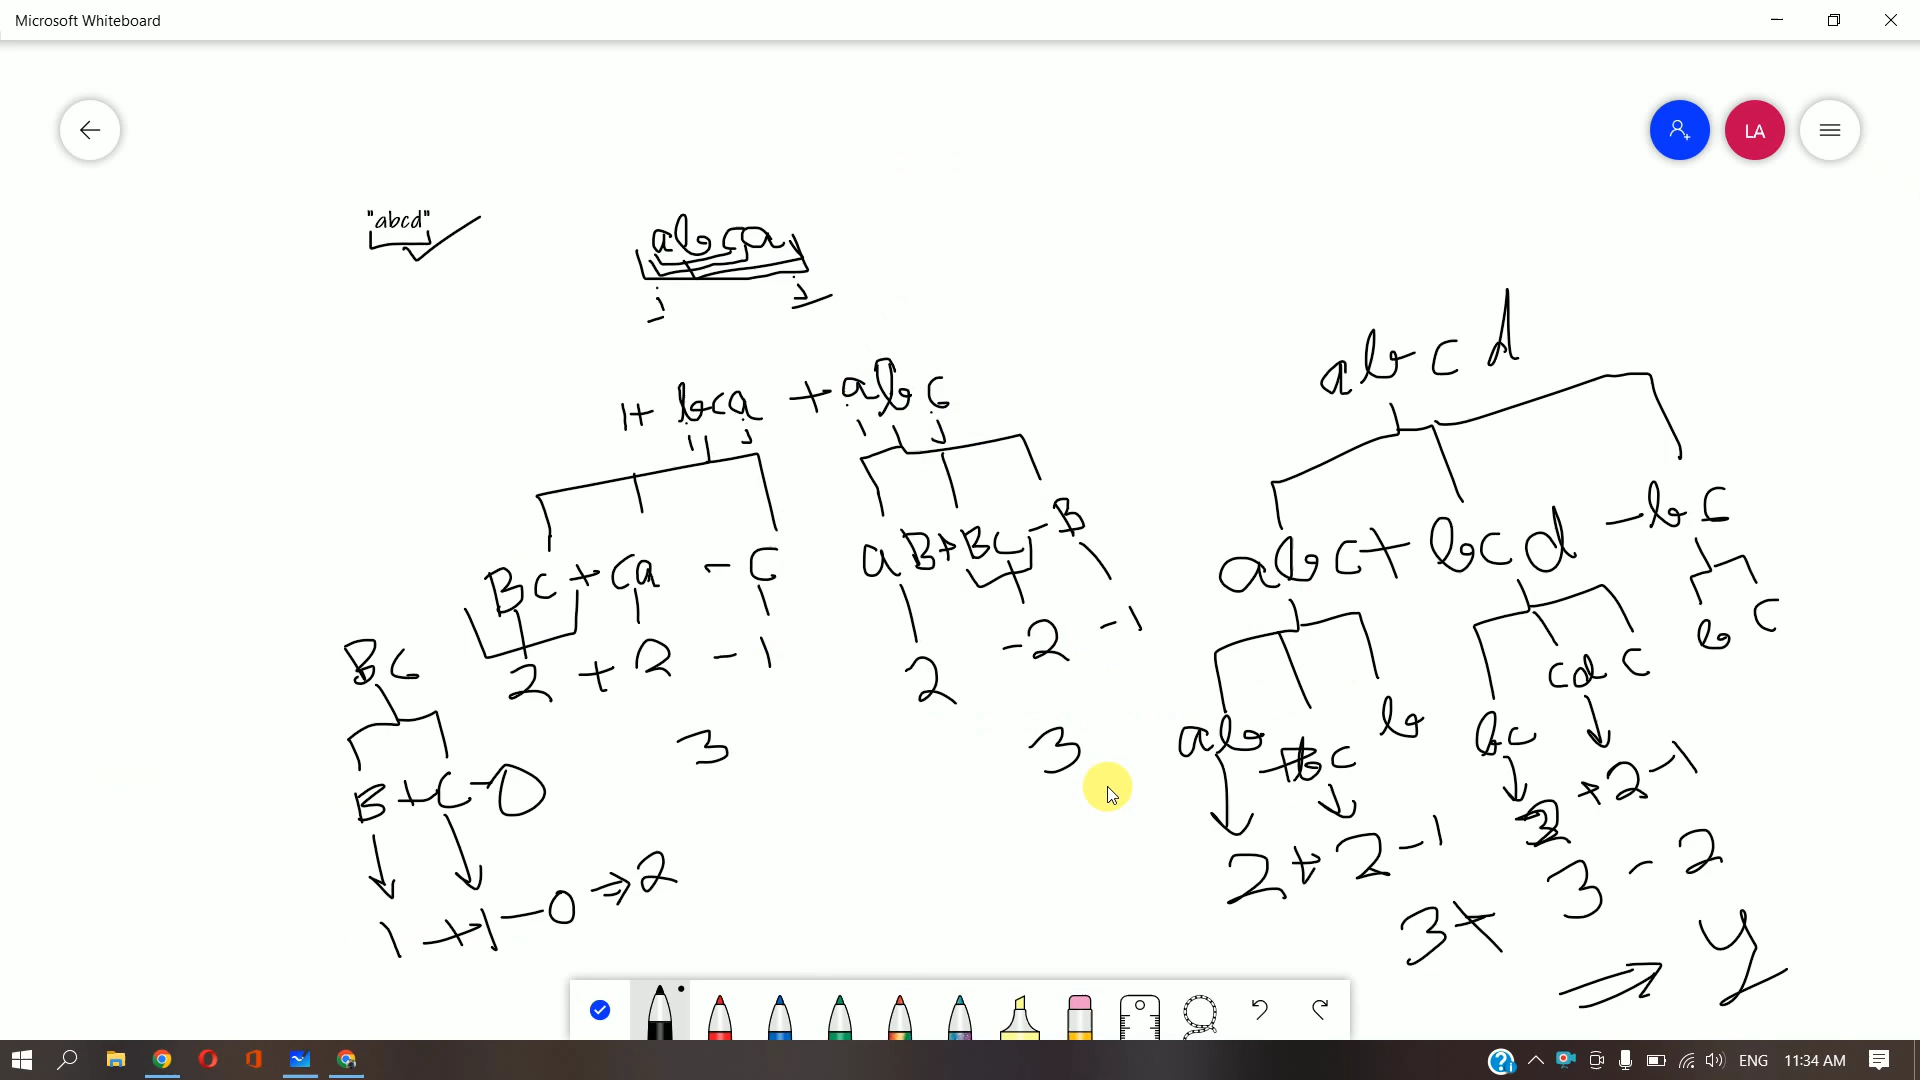 Microsoft Whiteboard
LA
"abcd"
abca
i j
abcd
1+ bca + abc
i j i j
abc + bcd - bc
BC + ca - C
aB + BC - B
b C
BC
2 + 2 - 1
2 - 2 - 1
ab + bc b
bc cd c
3
3
B + C - 0
2 + 2 - 1
2 + 2 - 1
1 + 1 - 0 ⇒ 2
3 + 3 - 2
⇒ 4
ENG 11:34 AM